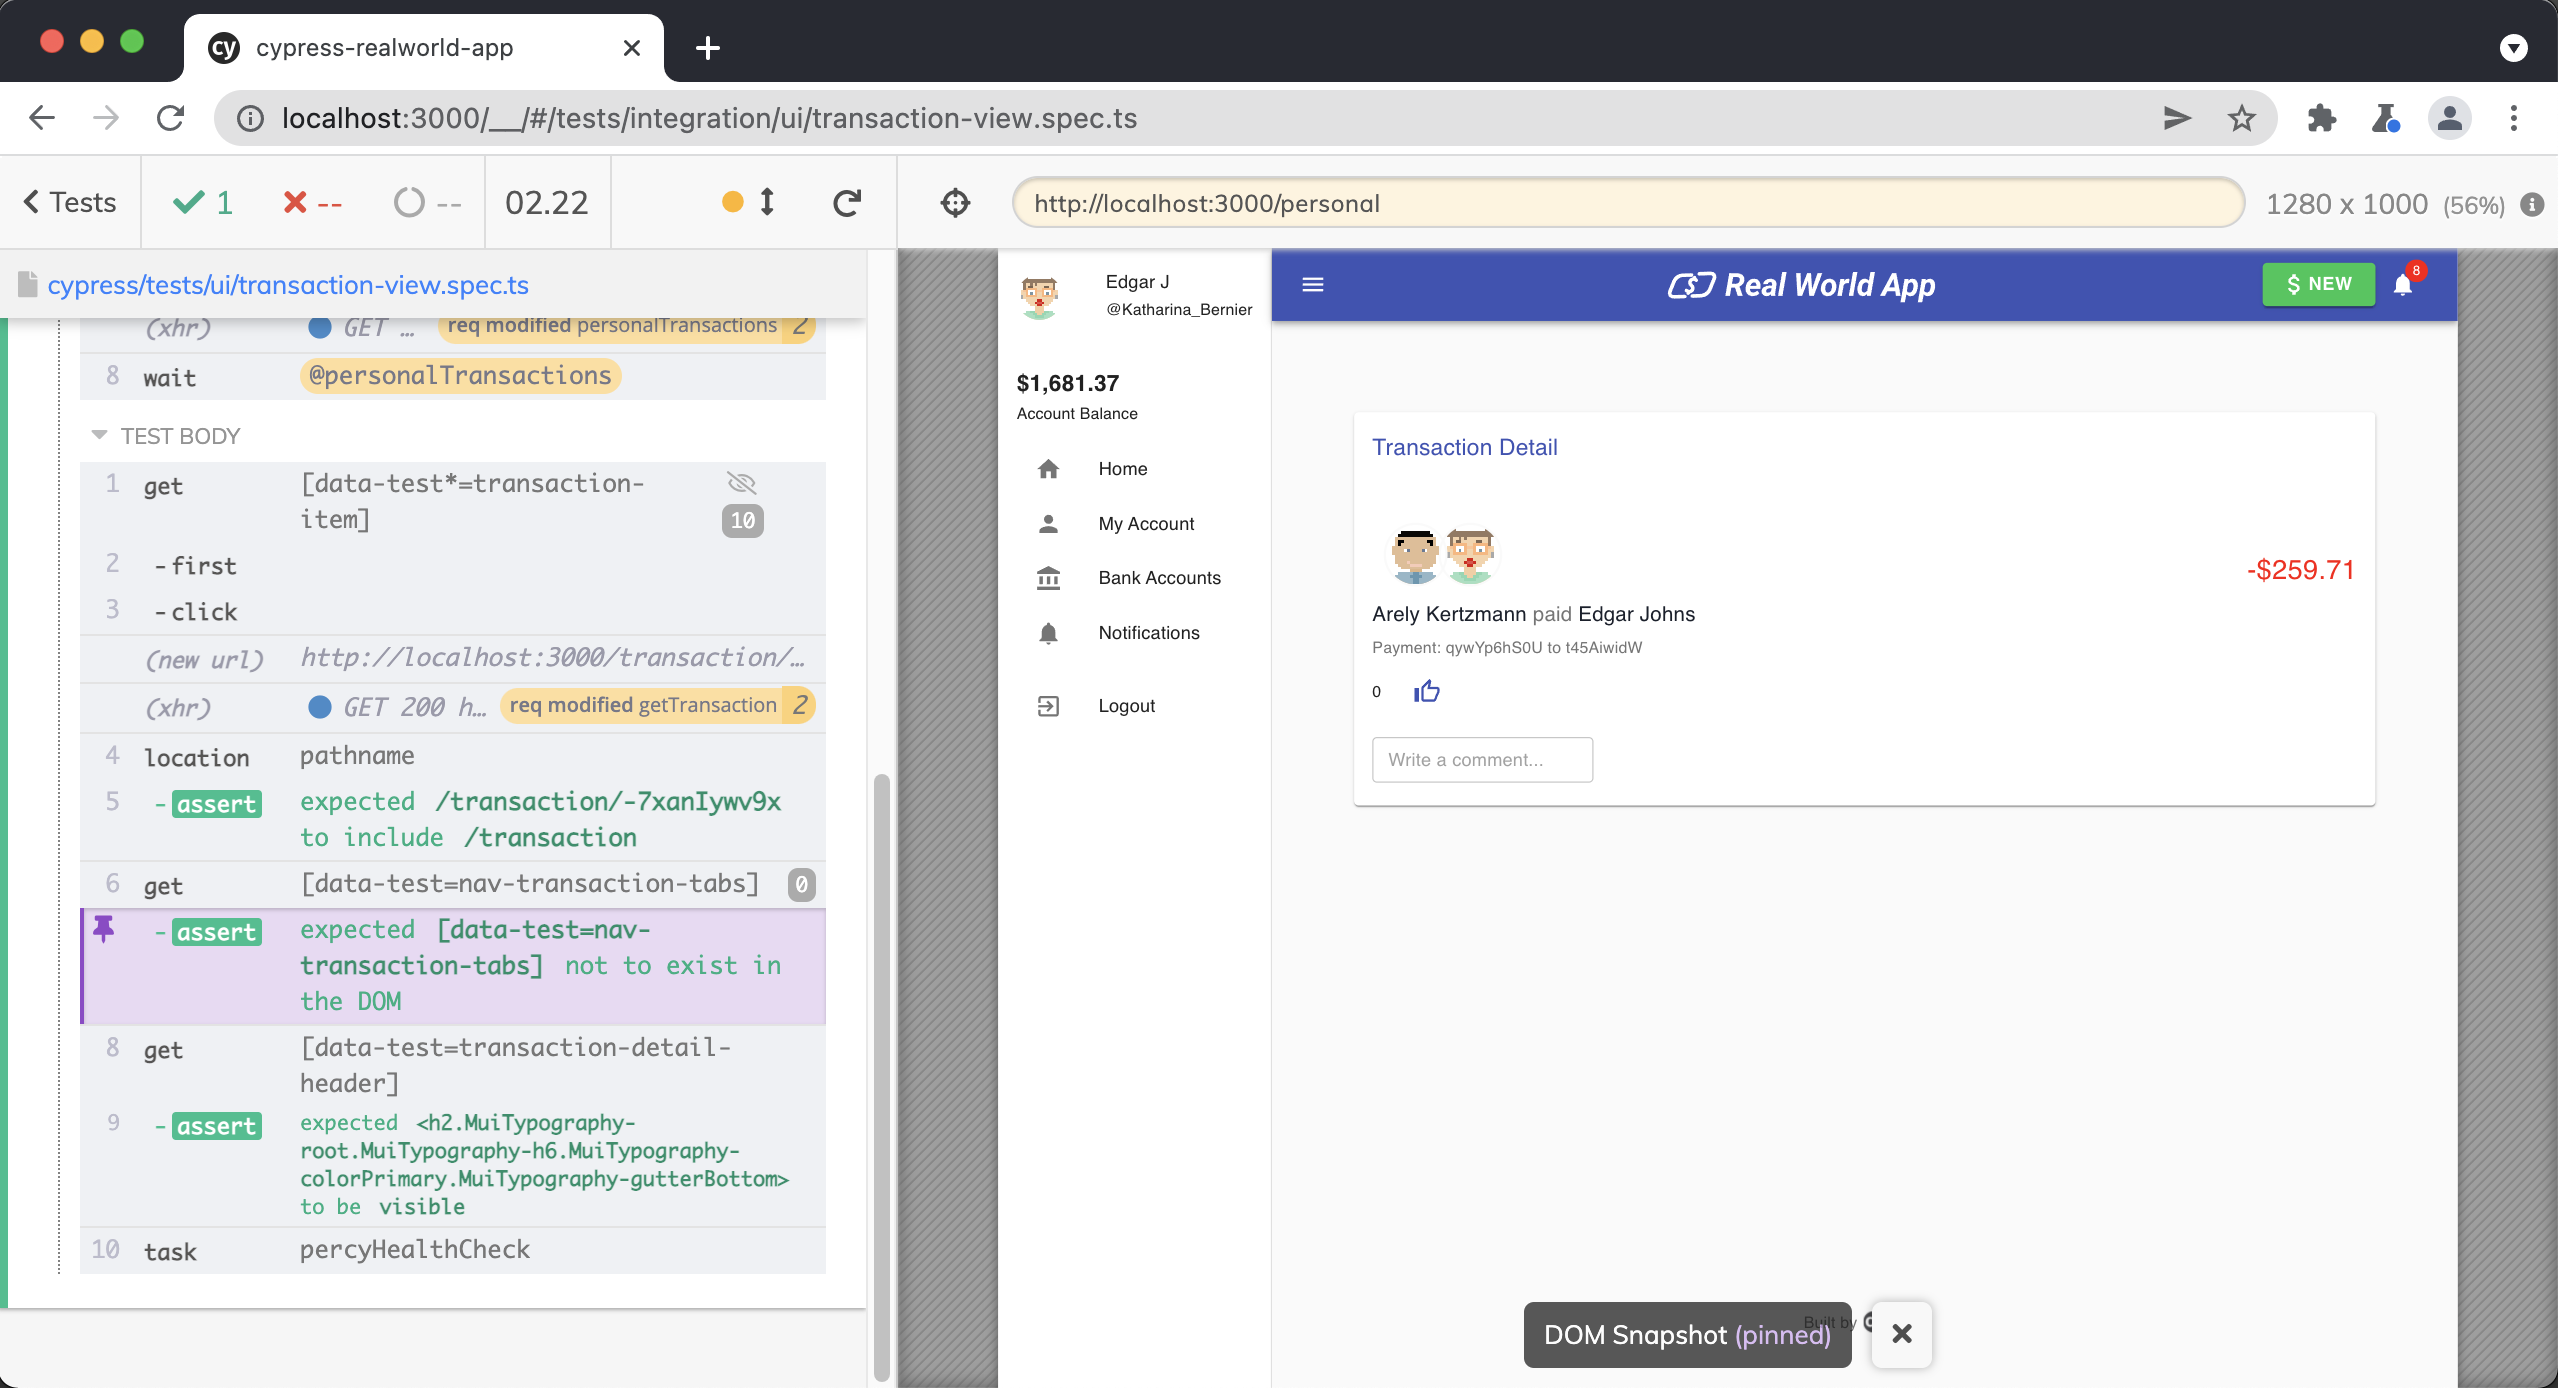 cy cypress-realworld-app
localhost:3000/__/#/tests/integration/ui/transaction-view.spec.ts
Tests
1
--
--
02.22
http://localhost:3000/personal
1280 x 1000 (56%)
cypress/tests/ui/transaction-view.spec.ts
(xhr) GET ... req modified personalTransactions 2
8 wait @personalTransactions
TEST BODY
1 get [data-test*=transaction-
item]
10
2 -first
3 -click
(new url) http://localhost:3000/transaction/…
(xhr) GET 200 h… req modified getTransaction 2
4 location pathname
5 -assert expected /transaction/-7xanIywv9x
to include /transaction
6 get [data-test=nav-transaction-tabs] 0
-assert expected [data-test=nav-
transaction-tabs] not to exist in
the DOM
8 get [data-test=transaction-detail-
header]
9 -assert expected <h2.MuiTypography-
root.MuiTypography-h6.MuiTypography-
colorPrimary.MuiTypography-gutterBottom>
to be visible
10 task percyHealthCheck
Edgar J
@Katharina_Bernier
$1,681.37
Account Balance
Home
My Account
Bank Accounts
Notifications
Logout
Real World App
$ NEW
8
Transaction Detail
-$259.71
Arely Kertzmann paid Edgar Johns
Payment: qywYp6hS0U to t45AiwidW
0
Write a comment...
Built by
DOM Snapshot (pinned)